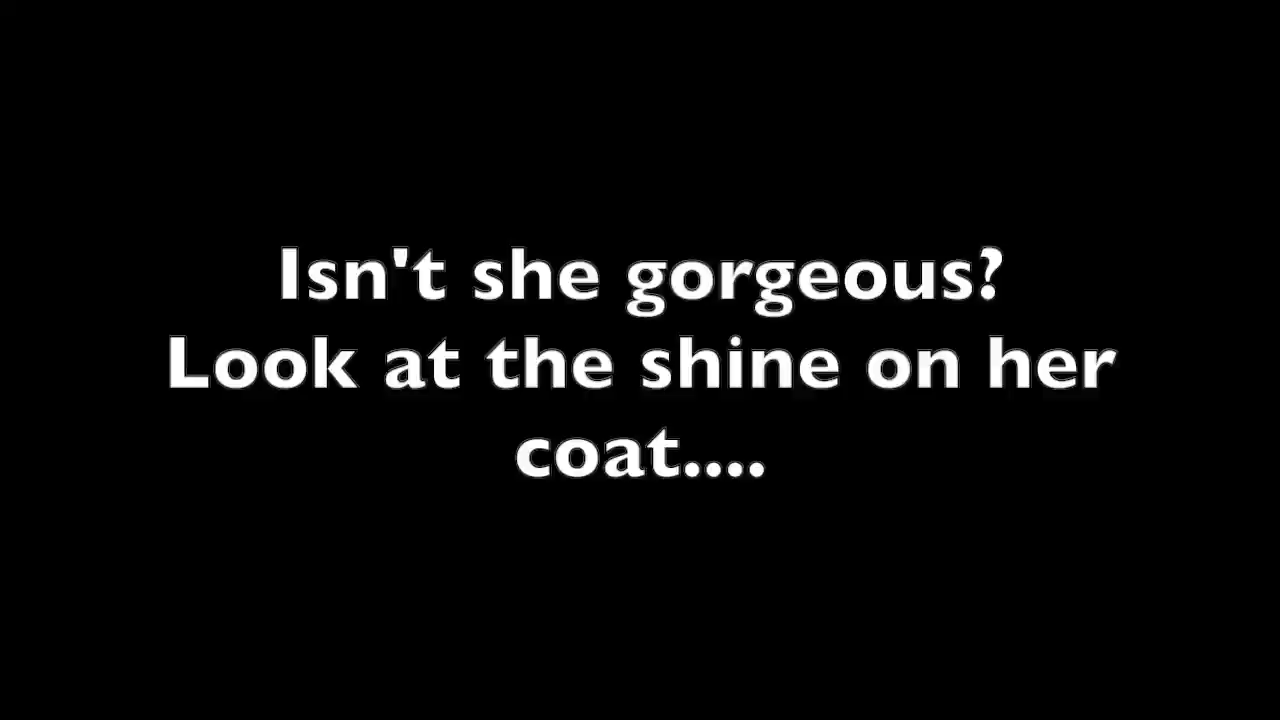 Isn't she gorgeous?
Look at the shine on her
coat....